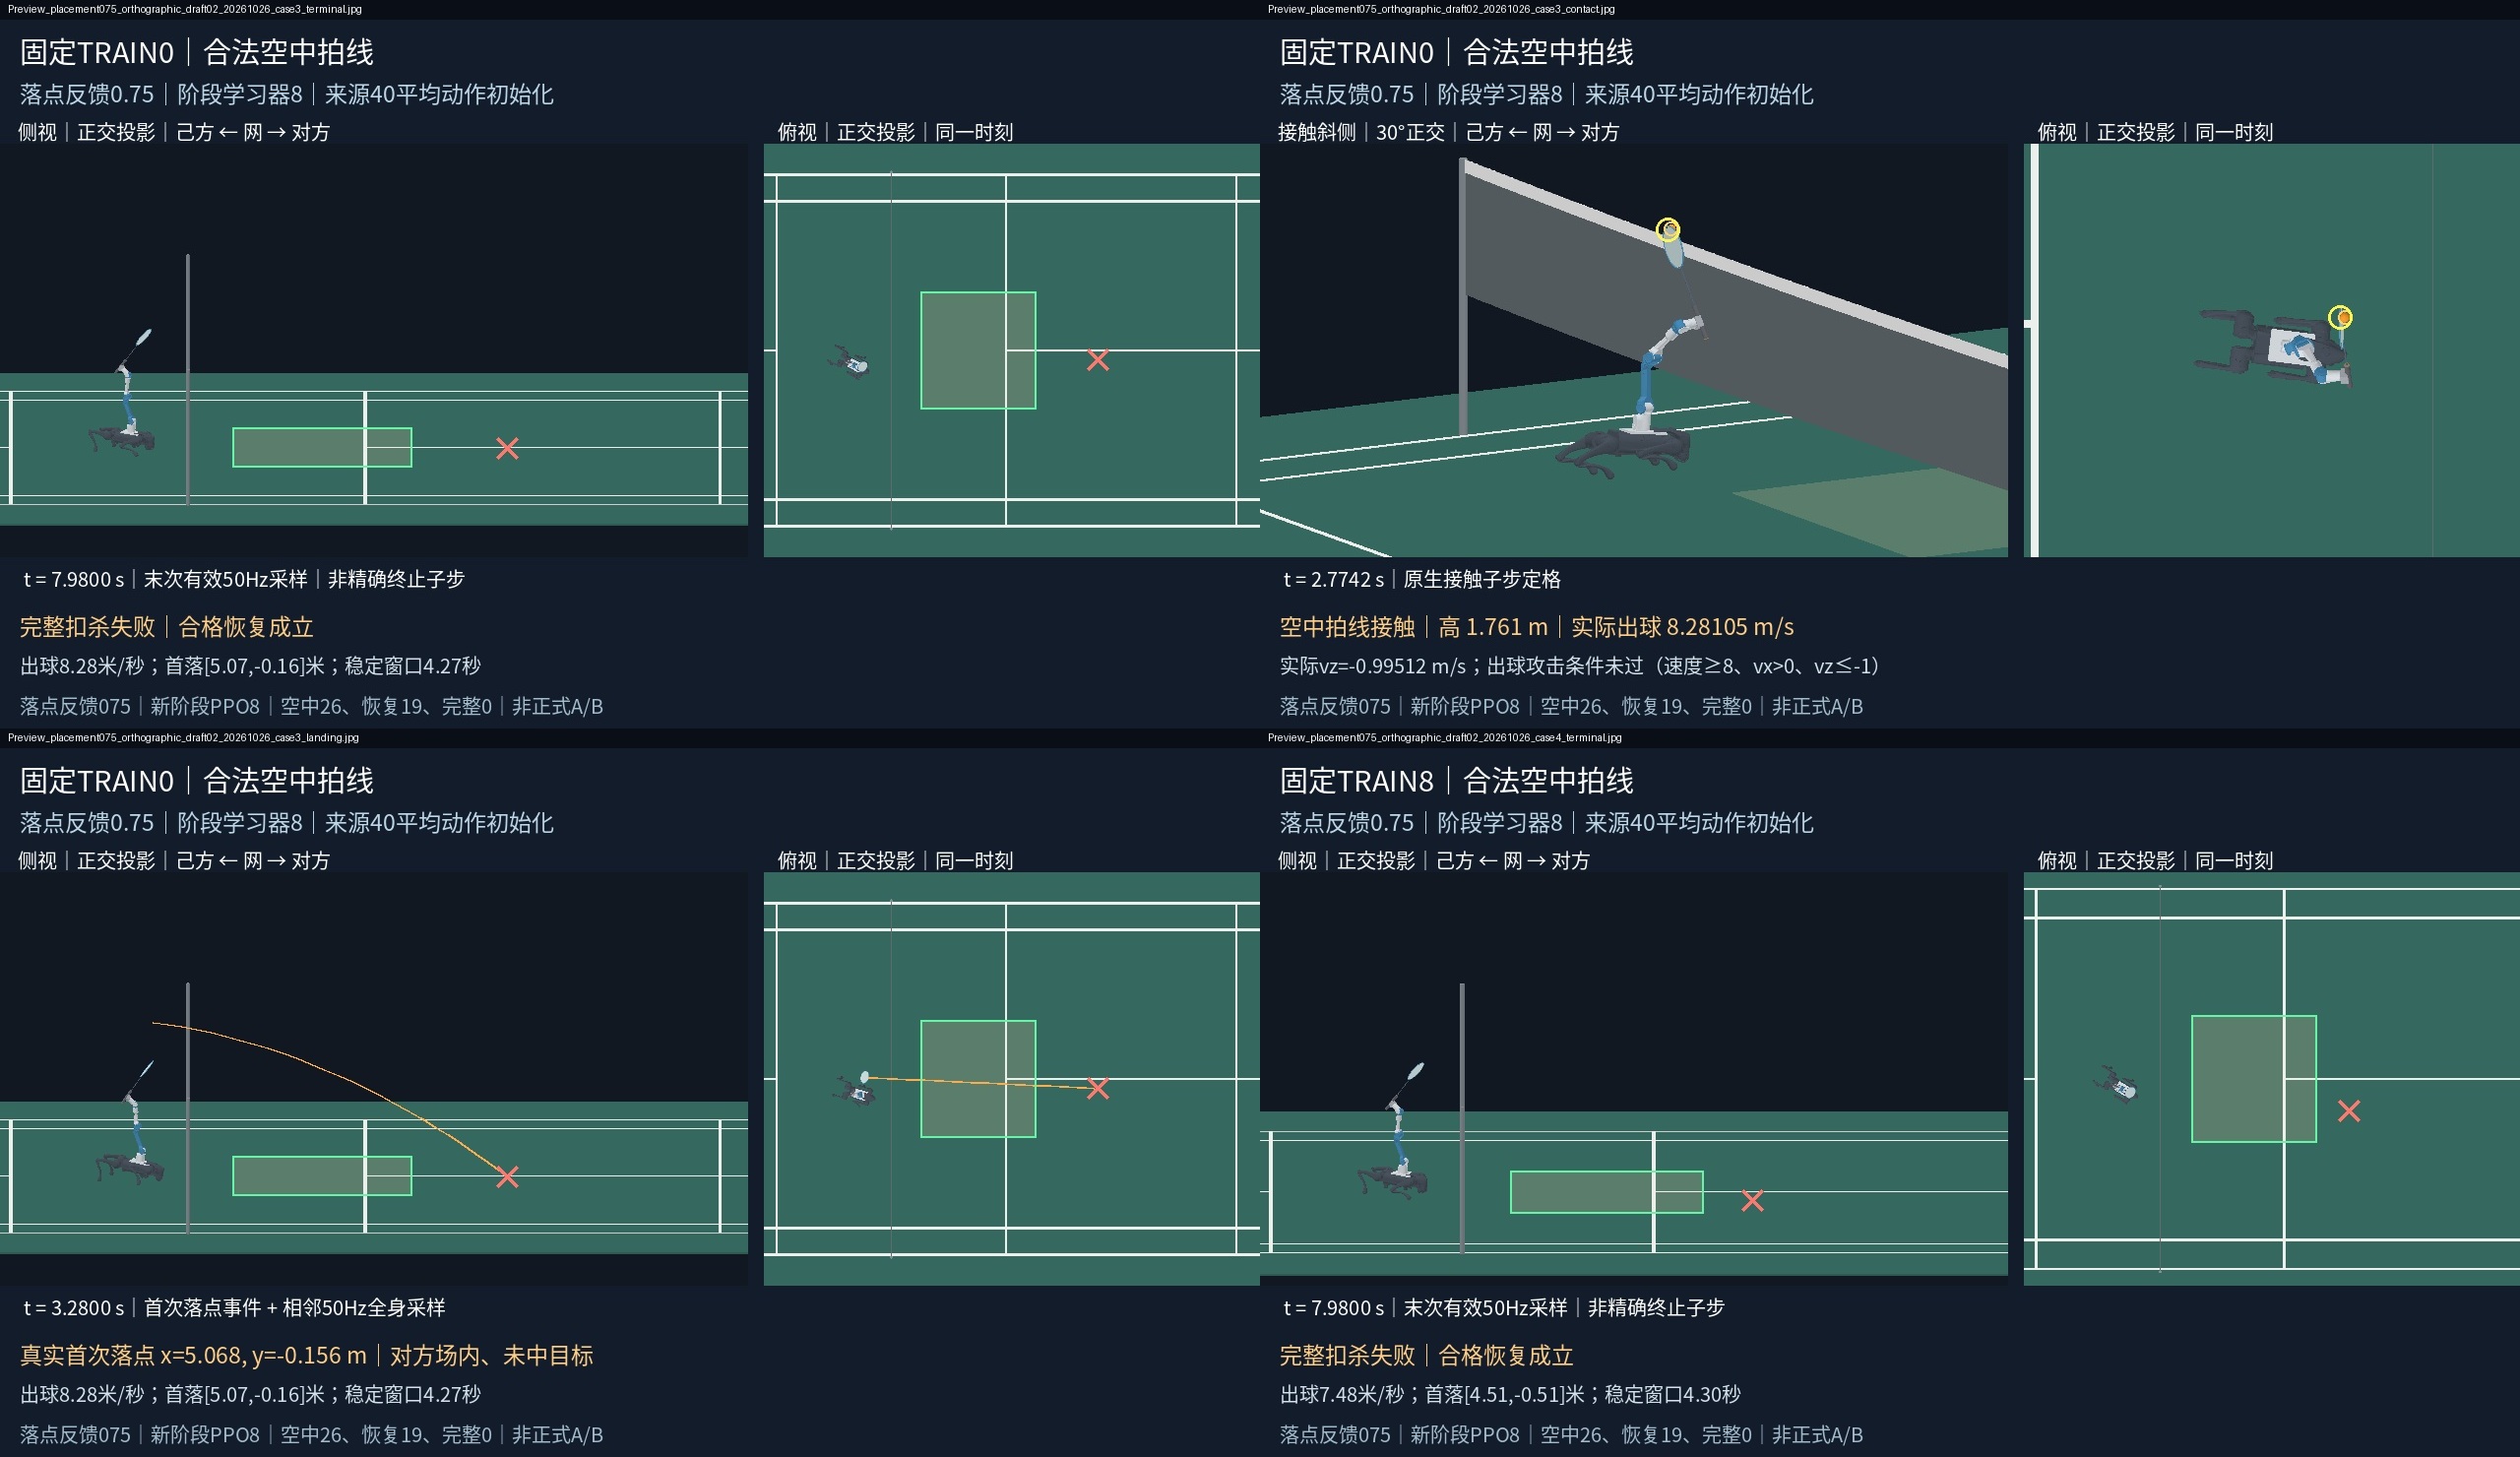 Preview_placement075_orthographic_draft02_20261026_case3_terminal.jpg
固定TRAIN0｜合法空中拍线
落点反馈0.75｜阶段学习器8｜来源40平均动作初始化
侧视｜正交投影｜己方 ← 网 → 对方
俯视｜正交投影｜同一时刻
t = 7.9800 s｜末次有效50Hz采样｜非精确终止子步
完整扣杀失败｜合格恢复成立
出球8.28米/秒；首落[5.07,-0.16]米；稳定窗口4.27秒
落点反馈075｜新阶段PPO8｜空中26、恢复19、完整0｜非正式A/B
Preview_placement075_orthographic_draft02_20261026_case3_contact.jpg
固定TRAIN0｜合法空中拍线
落点反馈0.75｜阶段学习器8｜来源40平均动作初始化
接触斜侧｜30°正交｜己方 ← 网 → 对方
俯视｜正交投影｜同一时刻
t = 2.7742 s｜原生接触子步定格
空中拍线接触｜高 1.761 m｜实际出球 8.28105 m/s
实际vz=-0.99512 m/s；出球攻击条件未过（速度≥8、vx>0、vz≤-1）
落点反馈075｜新阶段PPO8｜空中26、恢复19、完整0｜非正式A/B
Preview_placement075_orthographic_draft02_20261026_case3_landing.jpg
固定TRAIN0｜合法空中拍线
落点反馈0.75｜阶段学习器8｜来源40平均动作初始化
侧视｜正交投影｜己方 ← 网 → 对方
俯视｜正交投影｜同一时刻
t = 3.2800 s｜首次落点事件 + 相邻50Hz全身采样
真实首次落点 x=5.068, y=-0.156 m｜对方场内、未中目标
出球8.28米/秒；首落[5.07,-0.16]米；稳定窗口4.27秒
落点反馈075｜新阶段PPO8｜空中26、恢复19、完整0｜非正式A/B
Preview_placement075_orthographic_draft02_20261026_case4_terminal.jpg
固定TRAIN8｜合法空中拍线
落点反馈0.75｜阶段学习器8｜来源40平均动作初始化
侧视｜正交投影｜己方 ← 网 → 对方
俯视｜正交投影｜同一时刻
t = 7.9800 s｜末次有效50Hz采样｜非精确终止子步
完整扣杀失败｜合格恢复成立
出球7.48米/秒；首落[4.51,-0.51]米；稳定窗口4.30秒
落点反馈075｜新阶段PPO8｜空中26、恢复19、完整0｜非正式A/B